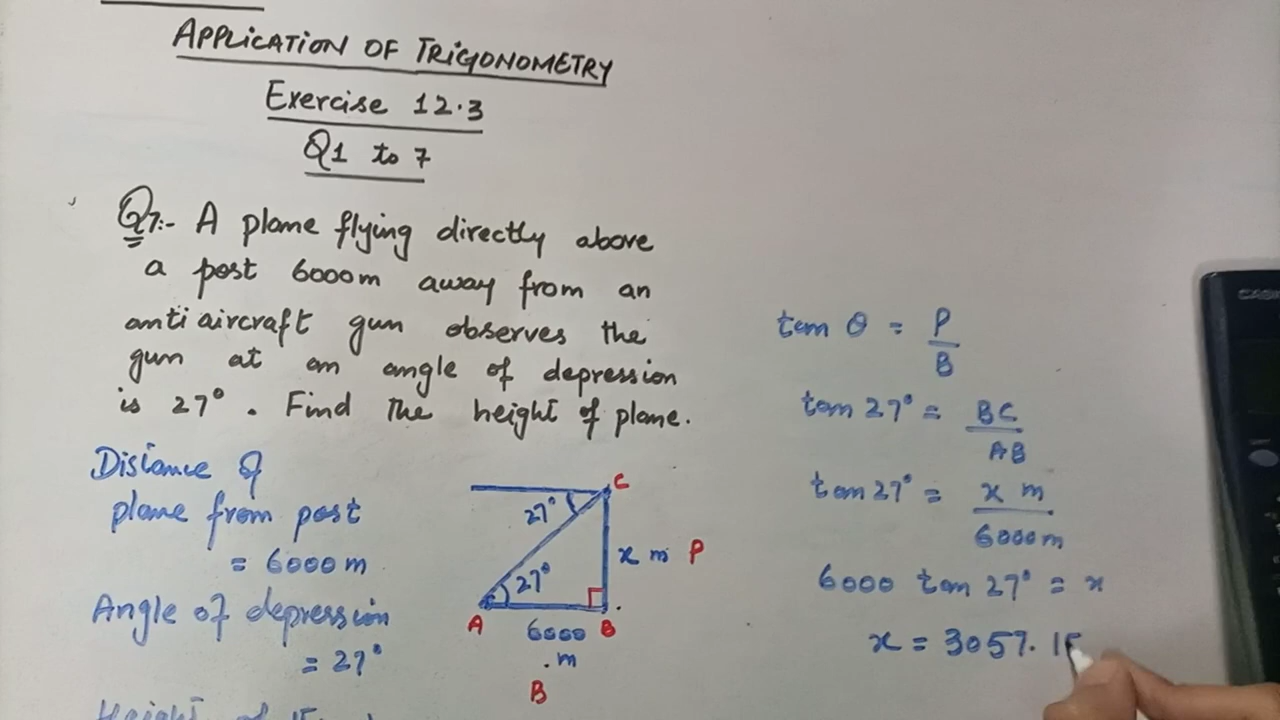 APPLICATION OF TRIGONOMETRY
Exercise 12.3
Q1 to 7
Q7:- A plane flying directly above
a post 6000m away from an
anti aircraft gun observes the
gun at an angle of depression
is 27°. Find the height of plane.
Distance of
plane from post
= 6000 m
Angle of depression
= 27°
Height of
C
27°
x m P
27°
A 6000 B
.m
B
tan θ = P
B
tan 27° = BC
AB
tan 27° = x m
6000 m
6000 tan 27° = x
x = 3057.15